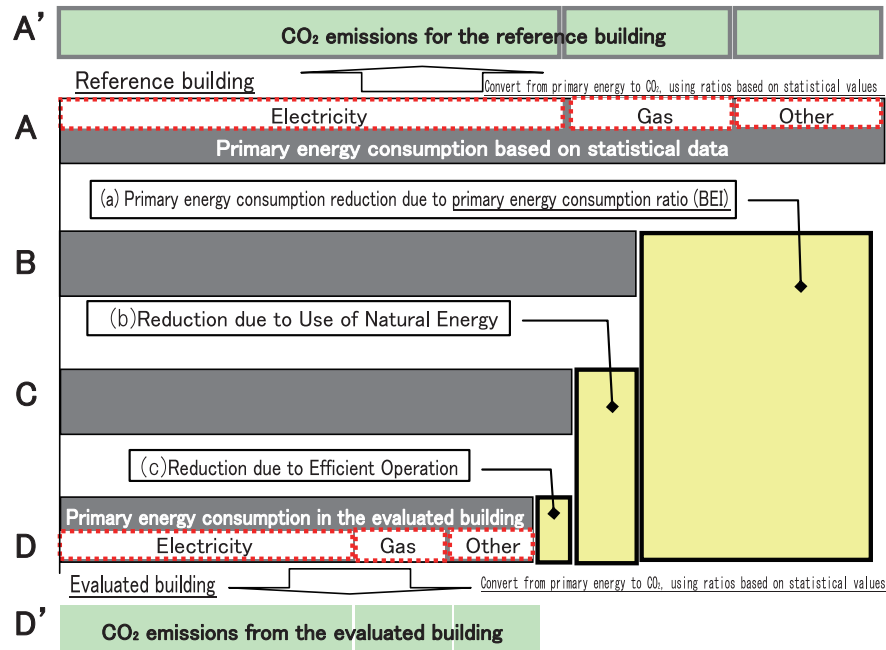 A'
CO₂ emissions for the reference building
Reference building
Convert from primary energy to CO₂, using ratios based on statistical values
A
Electricity
Gas
Other
Primary energy consumption based on statistical data
(a) Primary energy consumption reduction due to primary energy consumption ratio (BEI)
B
(b)Reduction due to Use of Natural Energy
C
(c)Reduction due to Efficient Operation
Primary energy consumption in the evaluated building
D
Electricity
Gas
Other
Evaluated building
Convert from primary energy to CO₂, using ratios based on statistical values
D'
CO₂ emissions from the evaluated building